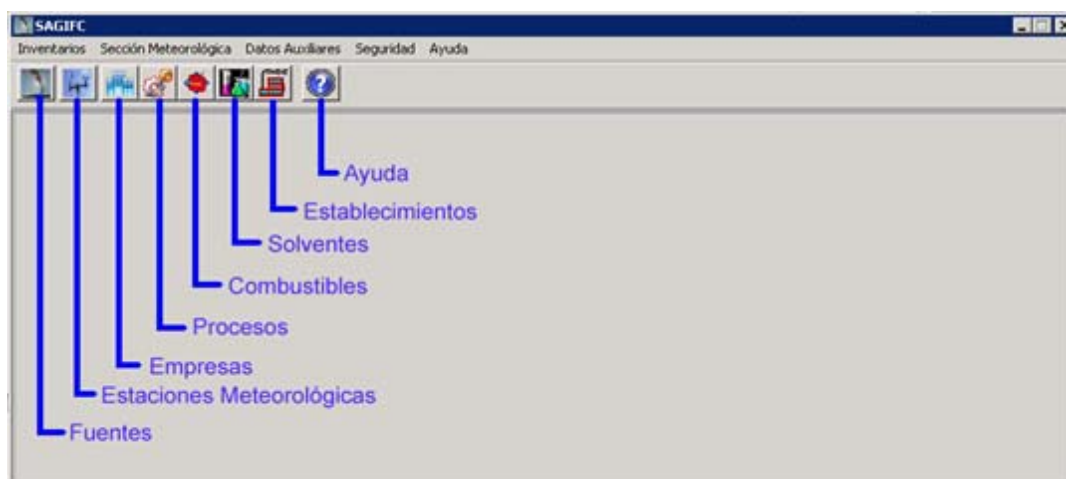 SAGIFC
Inventarios Sección Meteorológica Datos Auxiliares Seguridad Ayuda
Ayuda
Establecimientos
Solventes
Combustibles
Procesos
Empresas
Estaciones Meteorológicas
Fuentes